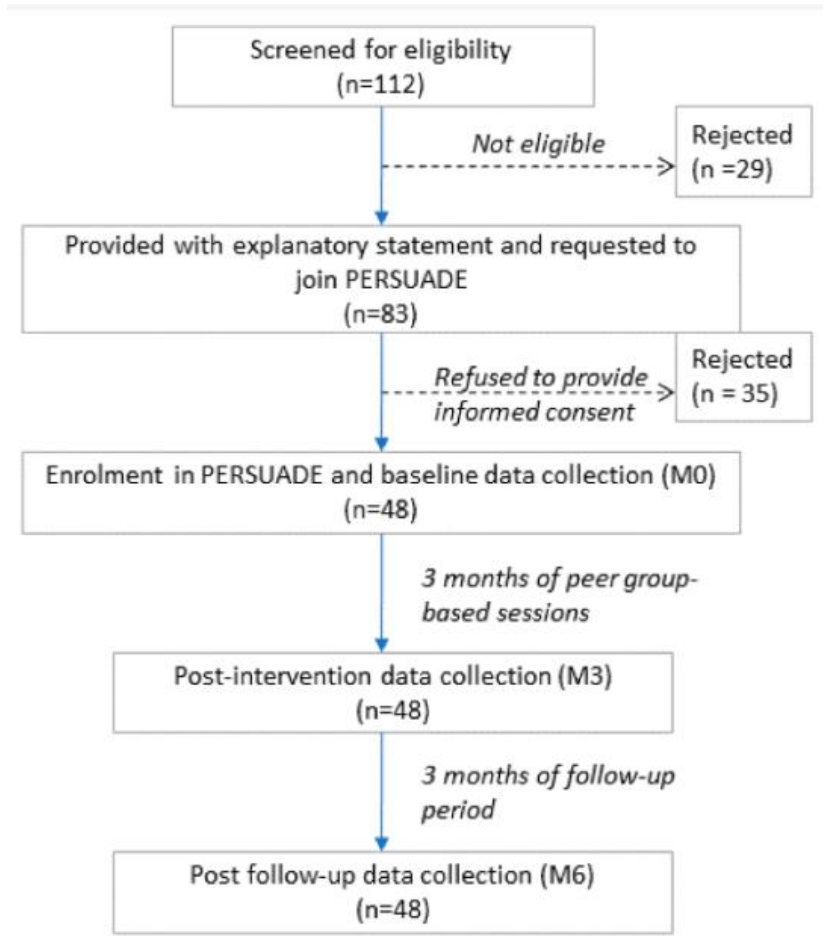 Screened for eligibility
(n=112)
Not eligible
Rejected
(n =29)
Provided with explanatory statement and requested to
join PERSUADE
(n=83)
Refused to provide
informed consent
Rejected
(n = 35)
Enrolment in PERSUADE and baseline data collection (M0)
(n=48)
3 months of peer group-
based sessions
Post-intervention data collection (M3)
(n=48)
3 months of follow-up
period
Post follow-up data collection (M6)
(n=48)